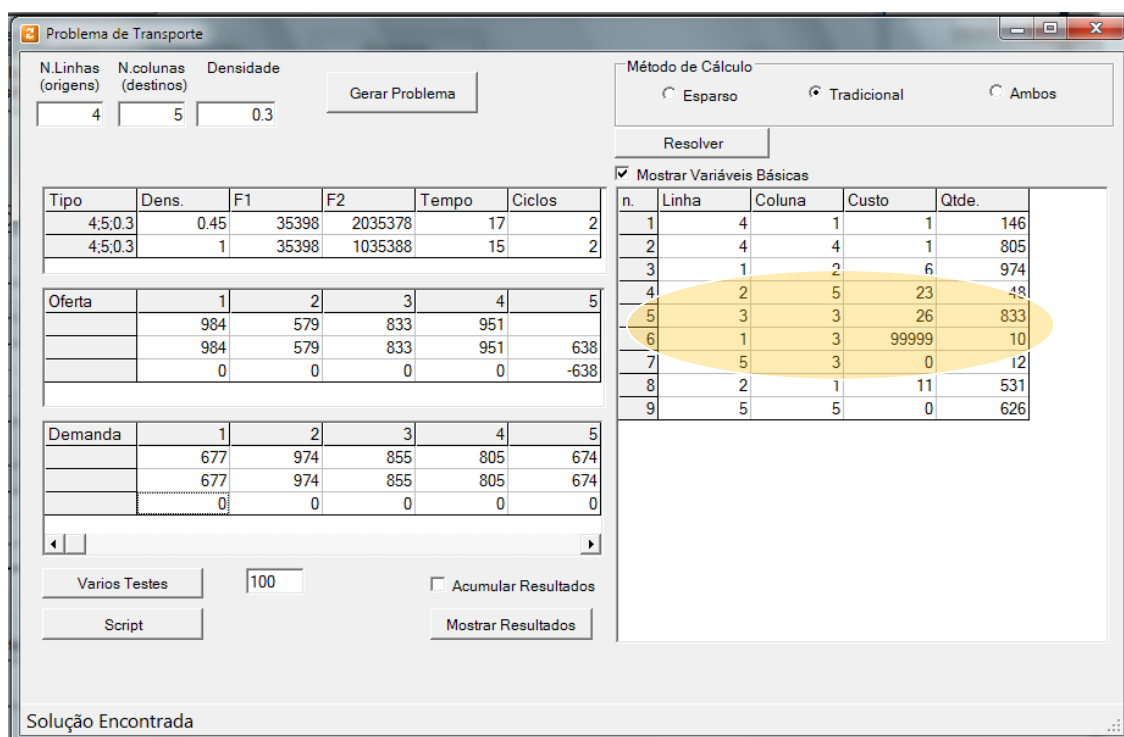 Problema de Transporte
N.Linhas N.colunas Densidade
(origens) (destinos)
4 5 0.3
Gerar Problema
Método de Cálculo
Esparso Tradicional Ambos
Resolver
Mostrar Variáveis Básicas
Tipo Dens. F1 F2 Tempo Ciclos
4;5;0.3 0.45 35398 2035378 17 2
4;5;0.3 1 35398 1035388 15 2
Oferta 1 2 3 4 5
984 579 833 951
984 579 833 951 638
0 0 0 0 -638
Demanda 1 2 3 4 5
677 974 855 805 674
677 974 855 805 674
0 0 0 0 0
Varios Testes 100 Acumular Resultados
Script Mostrar Resultados
n. Linha Coluna Custo Qtde.
1 4 1 1 146
2 4 4 1 805
3 1 2 6 974
4 2 5 23 48
5 3 3 26 833
6 1 3 99999 10
7 5 3 0 12
8 2 1 11 531
9 5 5 0 626
Solução Encontrada